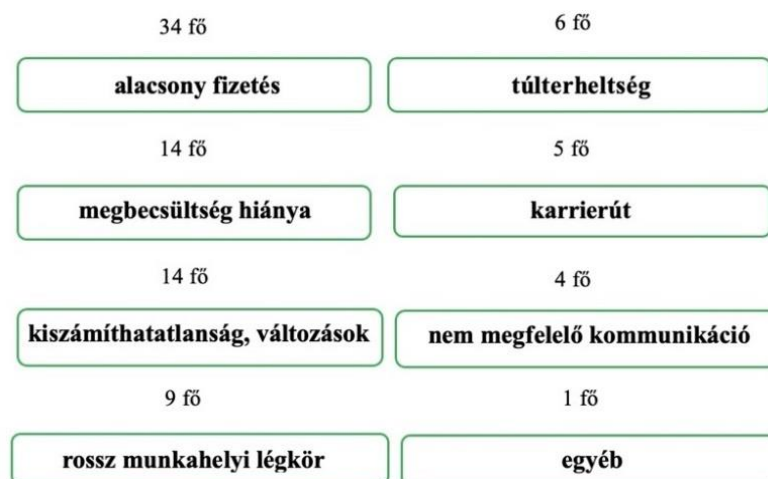 34 fő
6 fő
alacsony fizetés
túlterheltség
14 fő
5 fő
megbecsültség hiánya
karrierút
14 fő
4 fő
kiszámíthatatlanság, változások
nem megfelelő kommunikáció
9 fő
1 fő
rossz munkahelyi légkör
egyéb